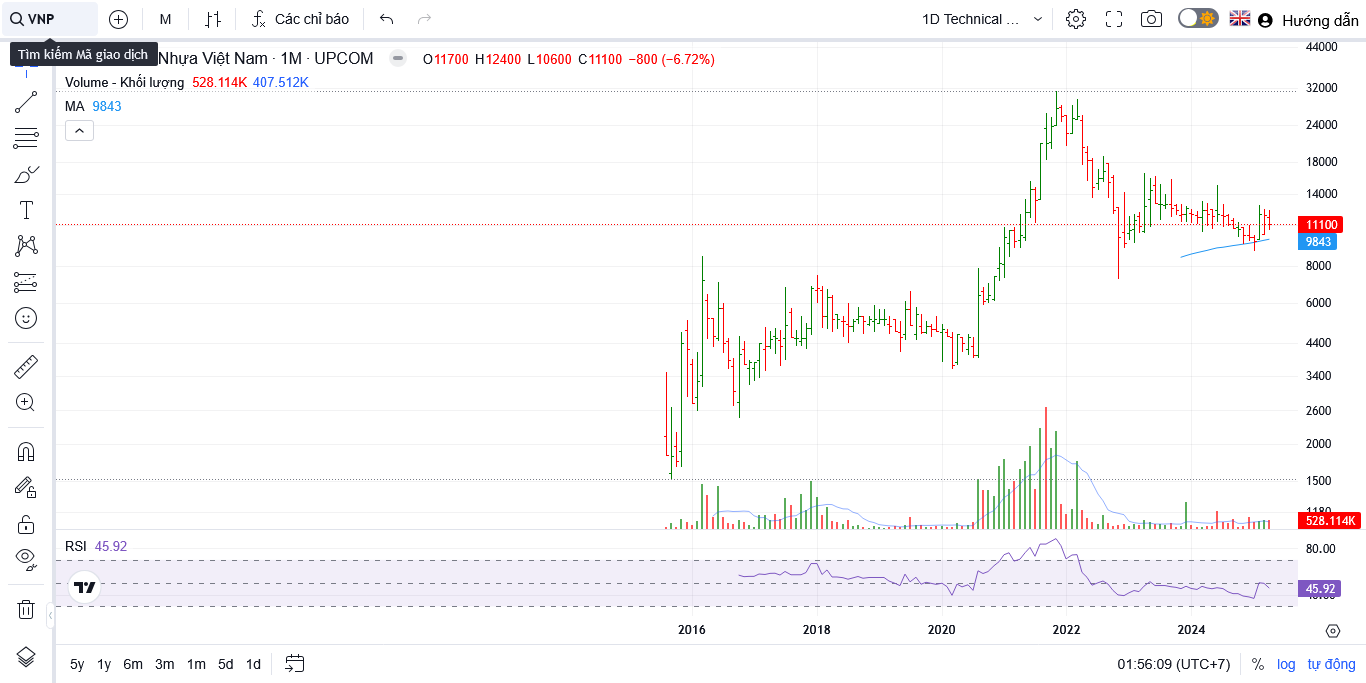 VNP
M
Các chỉ báo
1D Technical ...
Hướng dẫn
Tìm kiếm Mã giao dịch
Nhựa Việt Nam · 1M · UPCOM
O11700 H12400 L10600 C11100 −800 (−6.72%)
Volume - Khối lượng 528.114K 407.512K
MA 9843
44000
32000
24000
18000
14000
11100
9843
8000
6000
4400
3400
2600
2000
1500
528.114K
RSI 45.92
80.00
45.92
2016 2018 2020 2022 2024
5y 1y 6m 3m 1m 5d 1d
01:56:09 (UTC+7)
% log tự động